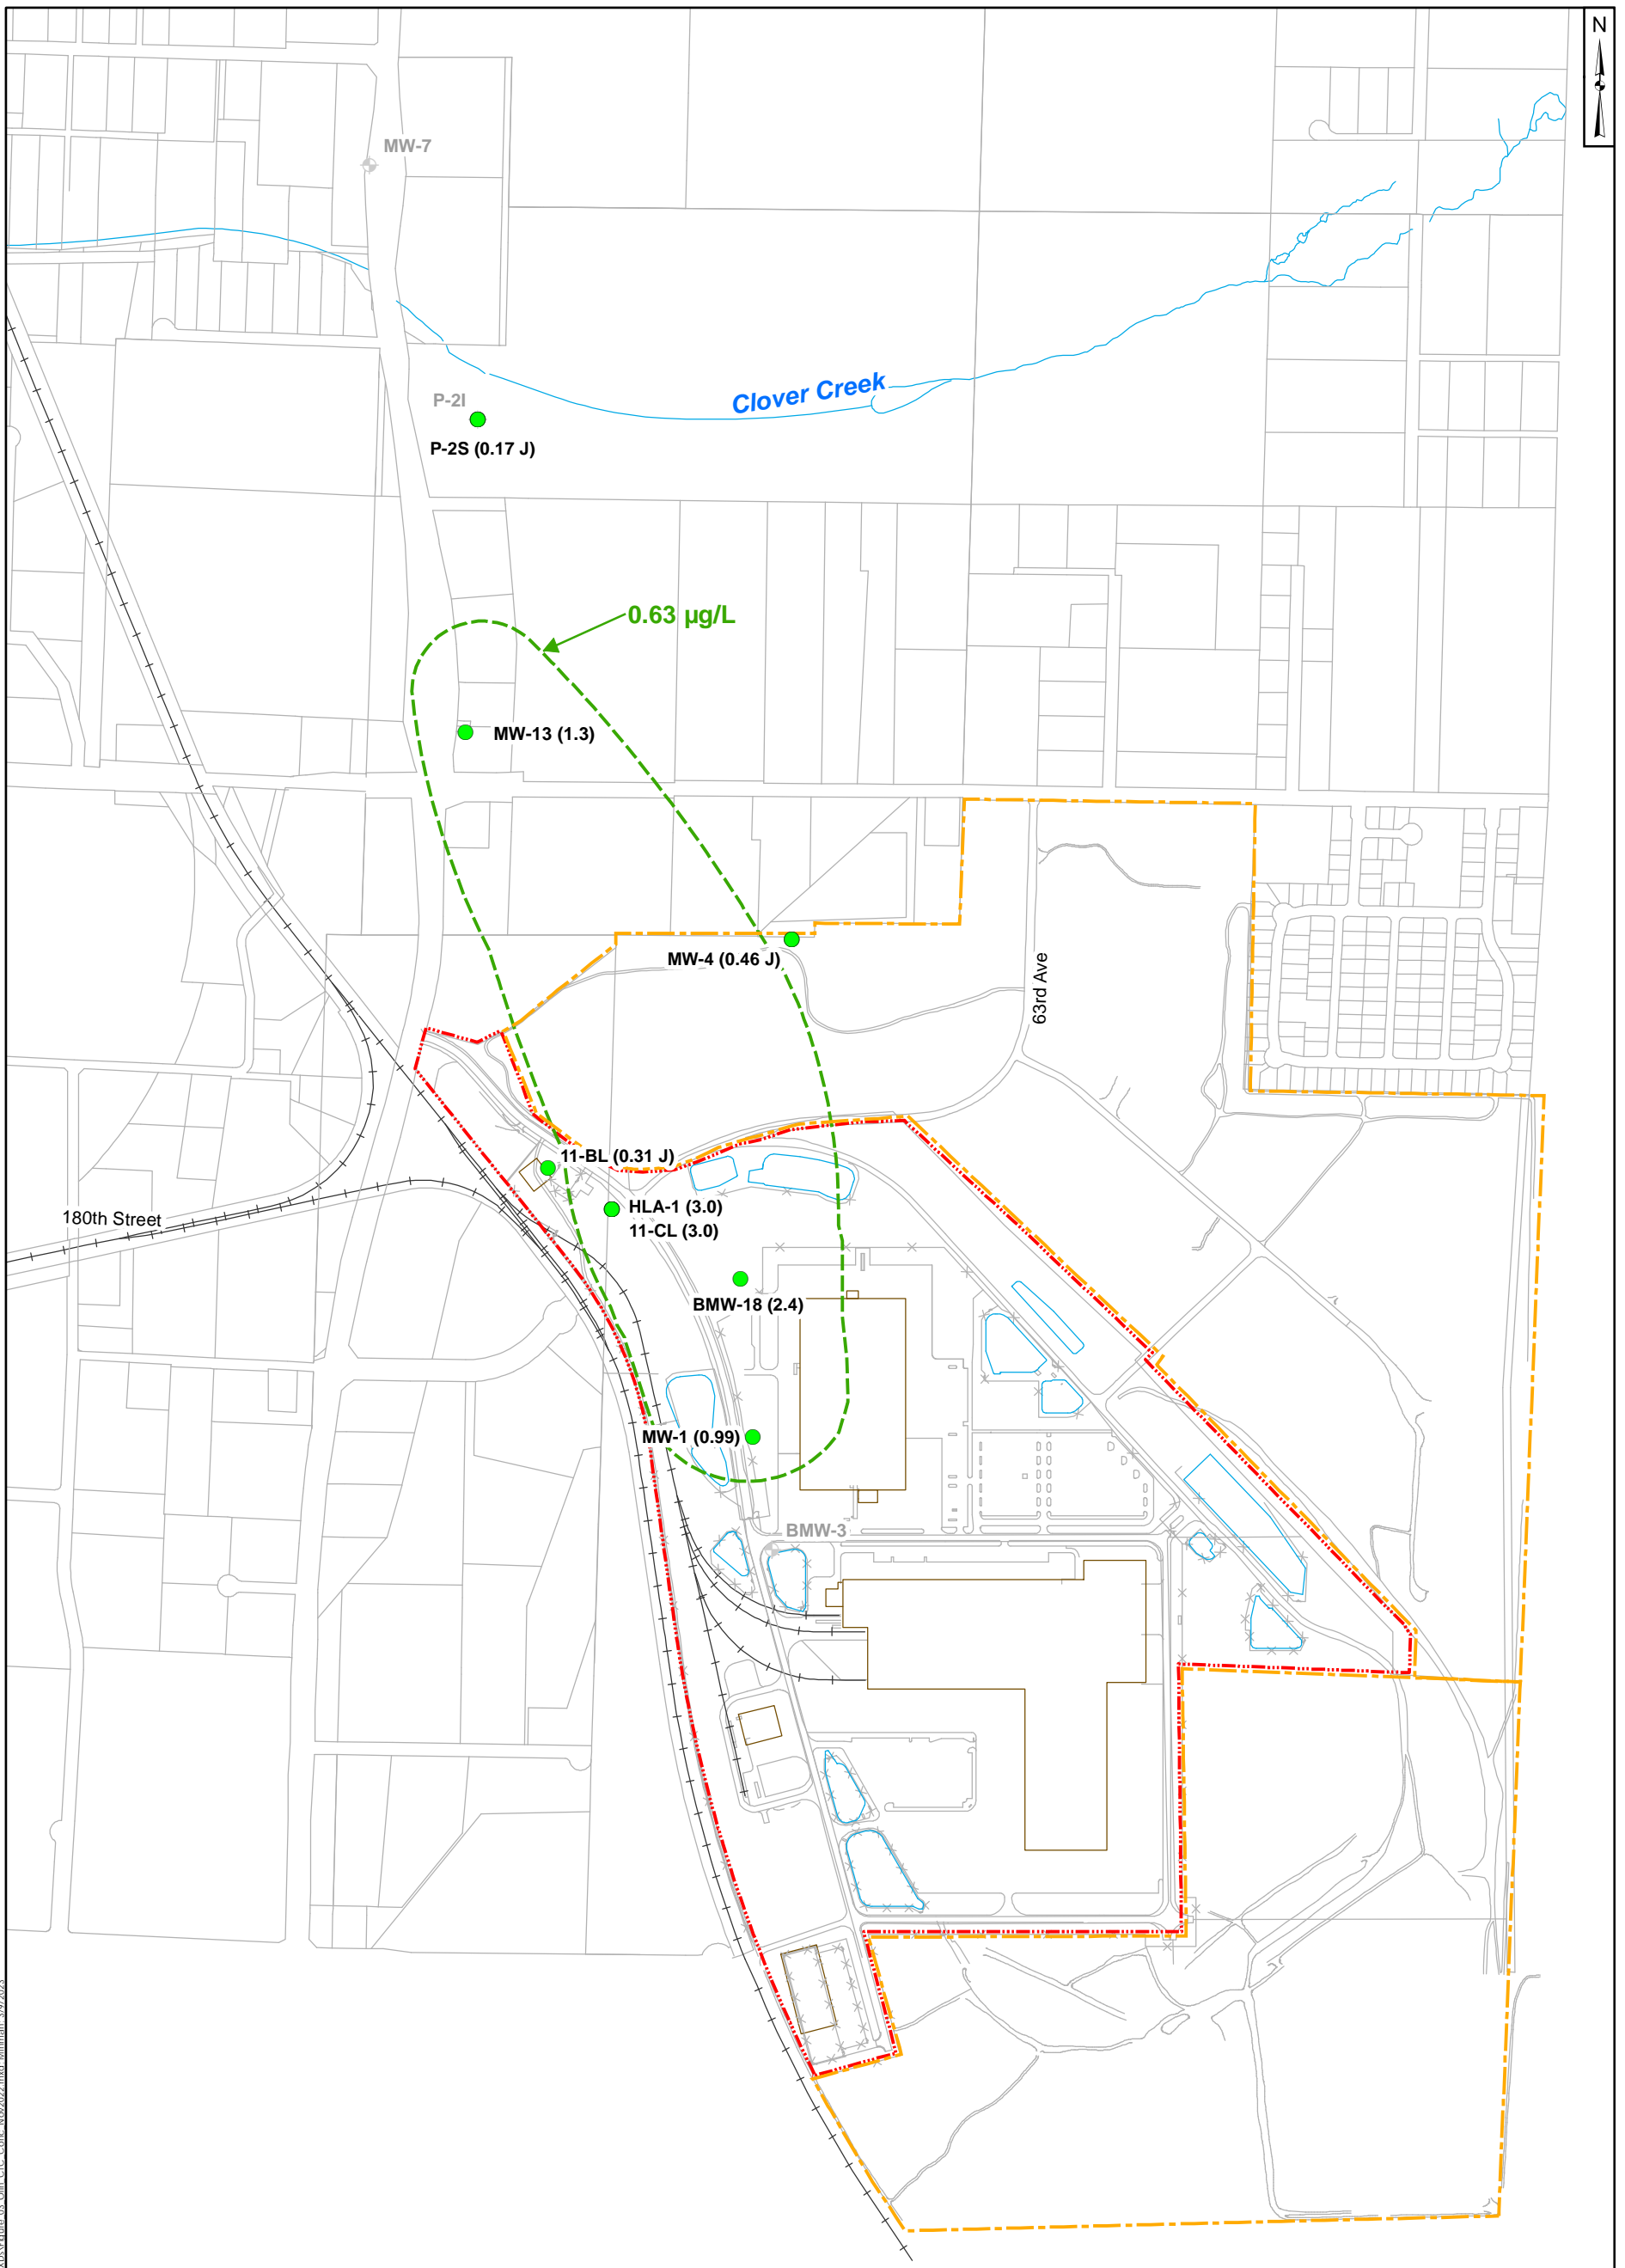 N
MW-7
Clover Creek
P-2I
P-2S (0.17 J)
0.63 µg/L
MW-13 (1.3)
MW-4 (0.46 J)
63rd Ave
11-BL (0.31 J)
HLA-1 (3.0)
11-CL (3.0)
180th Street
BMW-18 (2.4)
MW-1 (0.99)
BMW-3